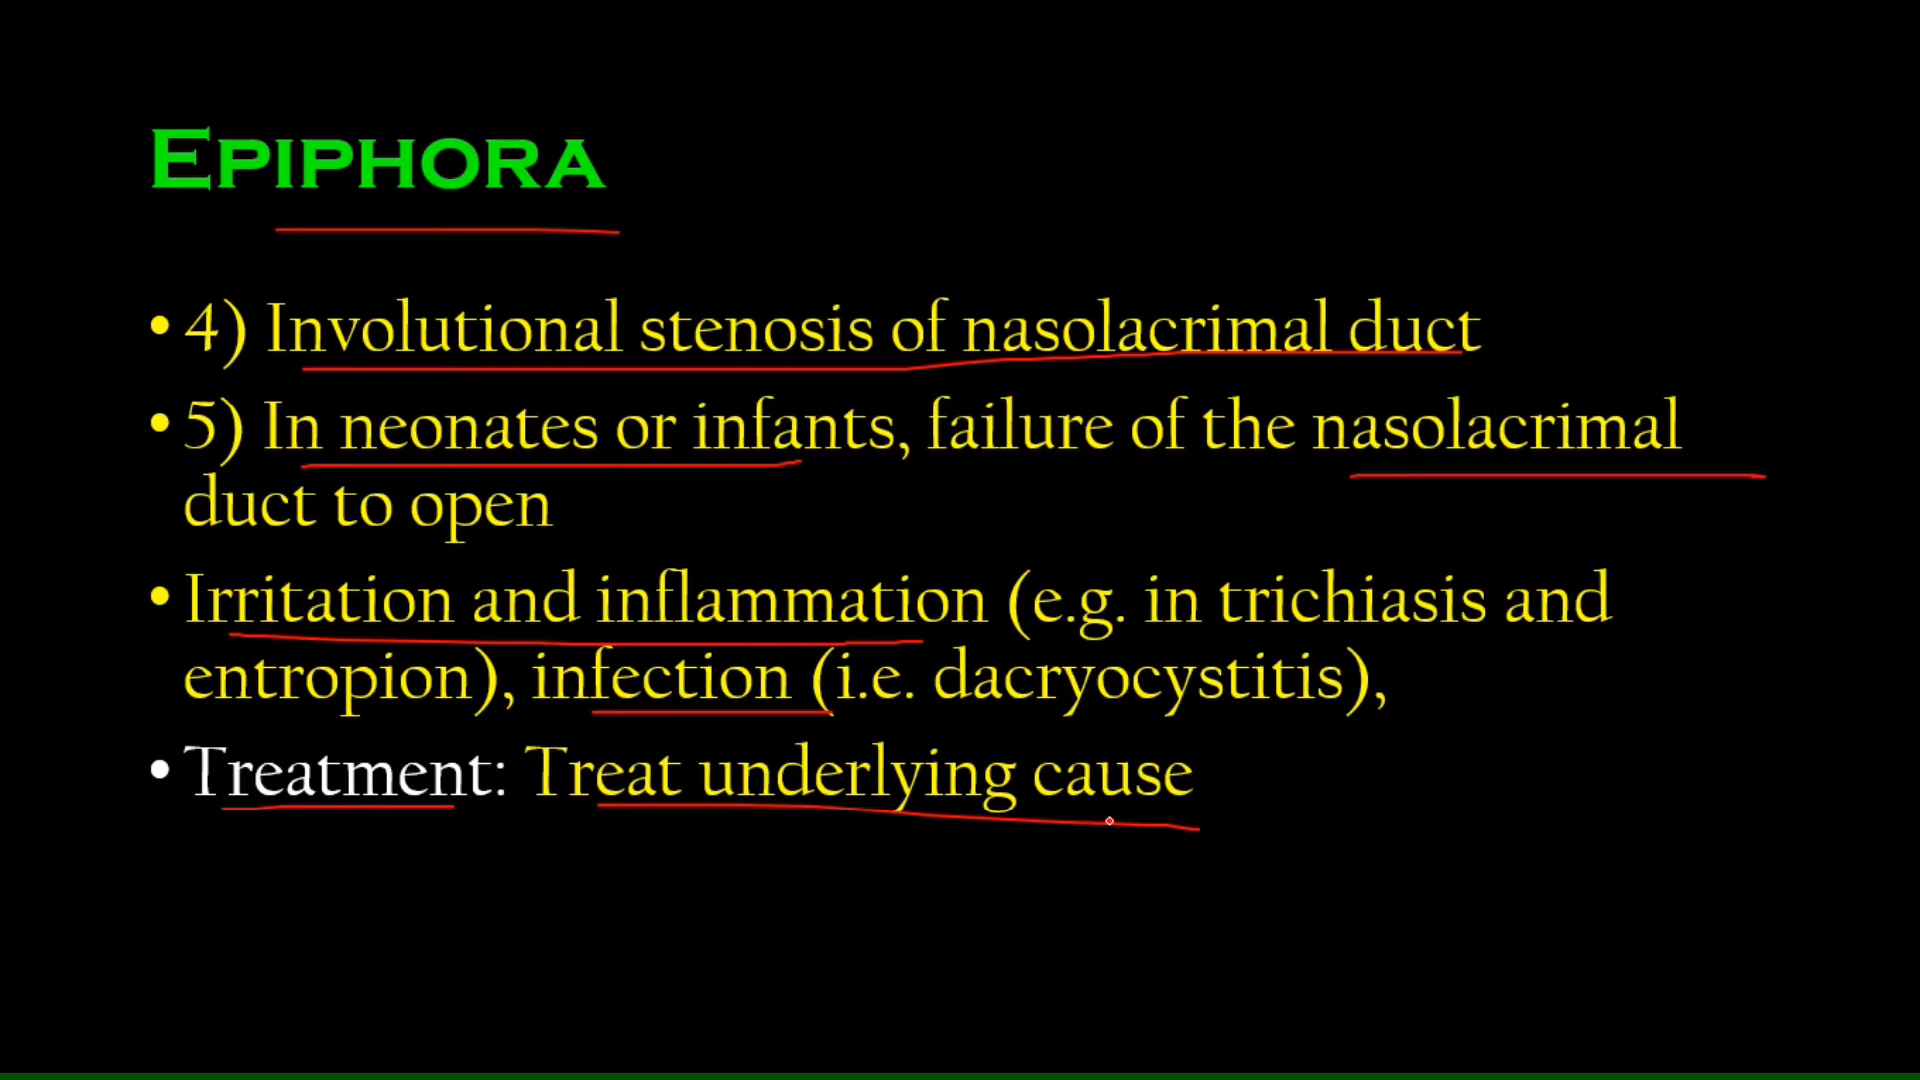 EPIPHORA
• 4) Involutional stenosis of nasolacrimal duct
• 5) In neonates or infants, failure of the nasolacrimal
duct to open
• Irritation and inflammation (e.g. in trichiasis and
entropion), infection (i.e. dacryocystitis),
• Treatment: Treat underlying cause